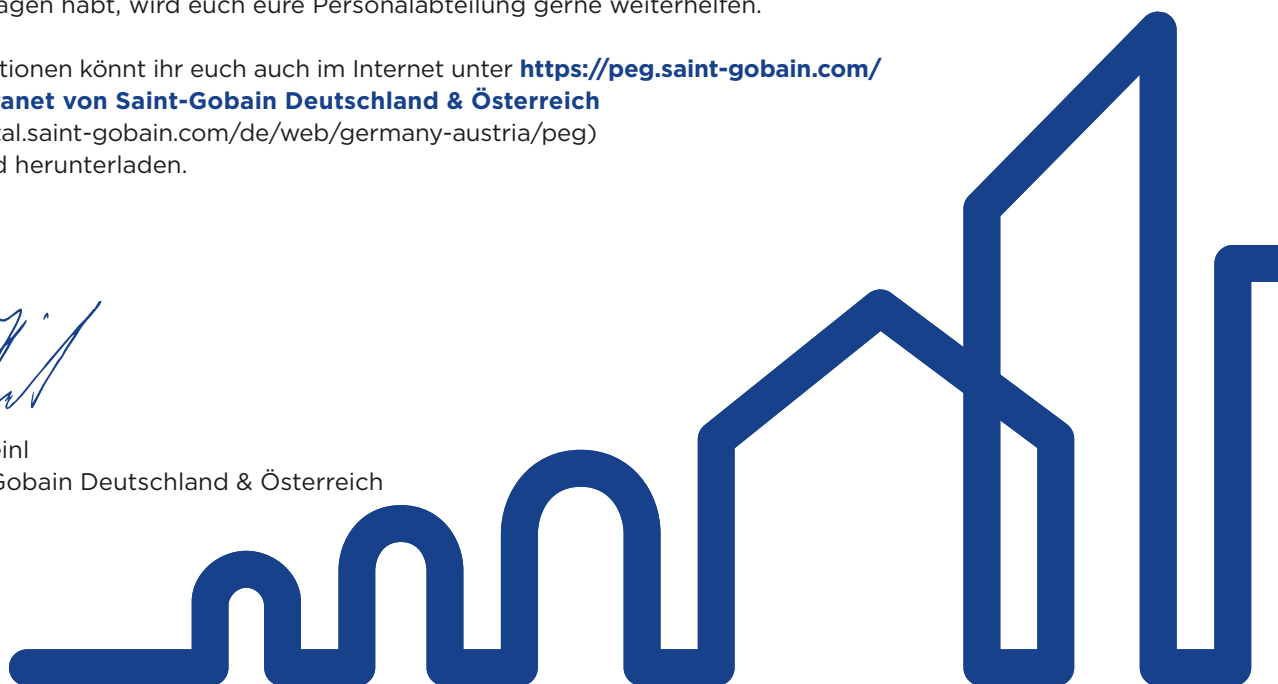 agen habt, wird euch eure Personalabteilung gerne weiterhelfen.
tionen könnt ihr euch auch im Internet unter https://peg.saint-gobain.com/
anet von Saint-Gobain Deutschland & Österreich
tal.saint-gobain.com/de/web/germany-austria/peg)
d herunterladen.
einl
Gobain Deutschland & Österreich